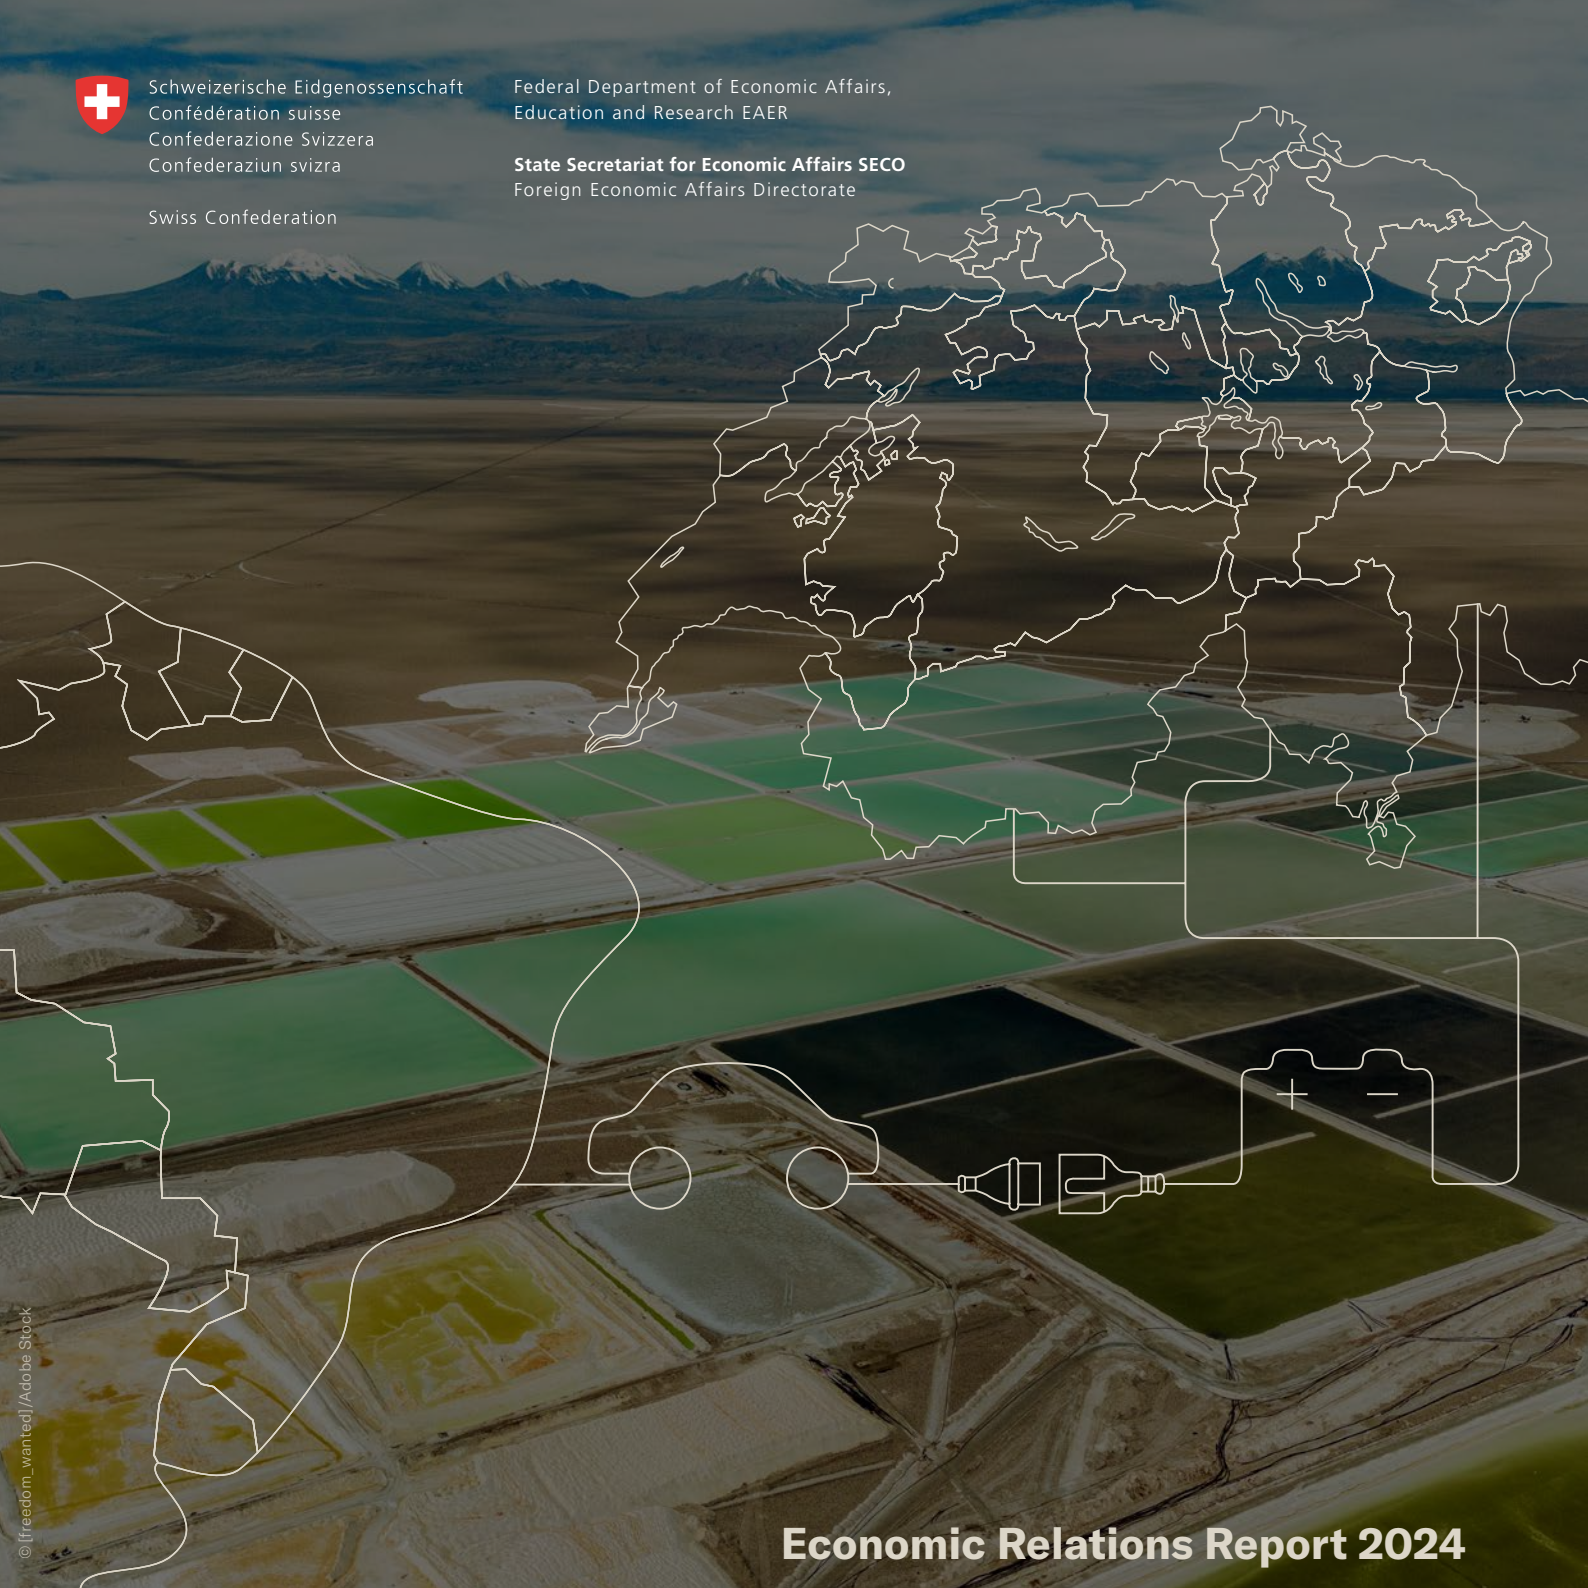 Schweizerische Eidgenossenschaft
Confédération suisse
Confederazione Svizzera
Confederaziun svizra
Swiss Confederation
Federal Department of Economic Affairs,
Education and Research EAER
State Secretariat for Economic Affairs SECO
Foreign Economic Affairs Directorate
© [freedom_wanted] /Adobe Stock
Economic Relations Report 2024